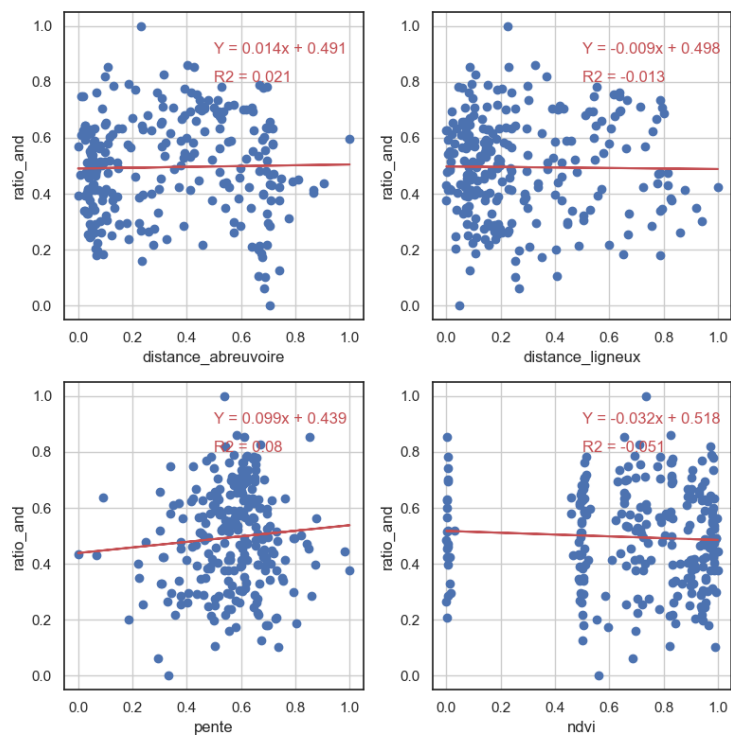 1.0
0.8
0.6
0.4
0.2
0.0
ratio_and
Y = 0.014x + 0.491
R2 = 0.021
0.0 0.2 0.4 0.6 0.8 1.0
distance_abreuvoire
1.0
0.8
0.6
0.4
0.2
0.0
ratio_and
Y = -0.009x + 0.498
R2 = -0.013
0.0 0.2 0.4 0.6 0.8 1.0
distance_ligneux
1.0
0.8
0.6
0.4
0.2
0.0
ratio_and
Y = 0.099x + 0.439
R2 = 0.08
0.0 0.2 0.4 0.6 0.8 1.0
pente
1.0
0.8
0.6
0.4
0.2
0.0
ratio_and
Y = -0.032x + 0.518
R2 = -0.051
0.0 0.2 0.4 0.6 0.8 1.0
ndvi